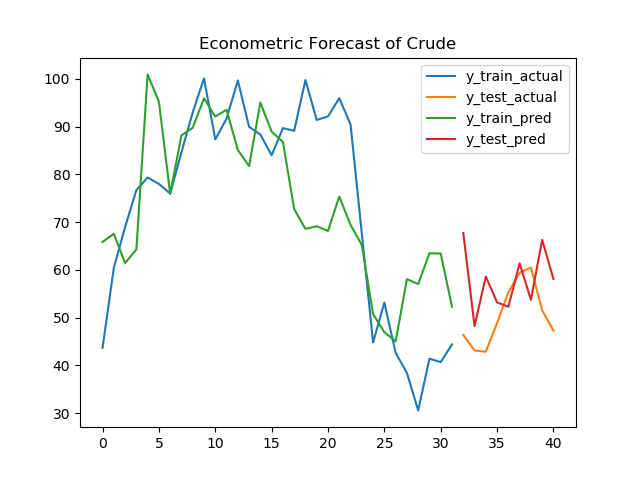 Econometric Forecast of Crude
y_train_actual
y_test_actual
y_train_pred
y_test_pred
100
90
80
70
60
50
40
30
0 5 10 15 20 25 30 35 40